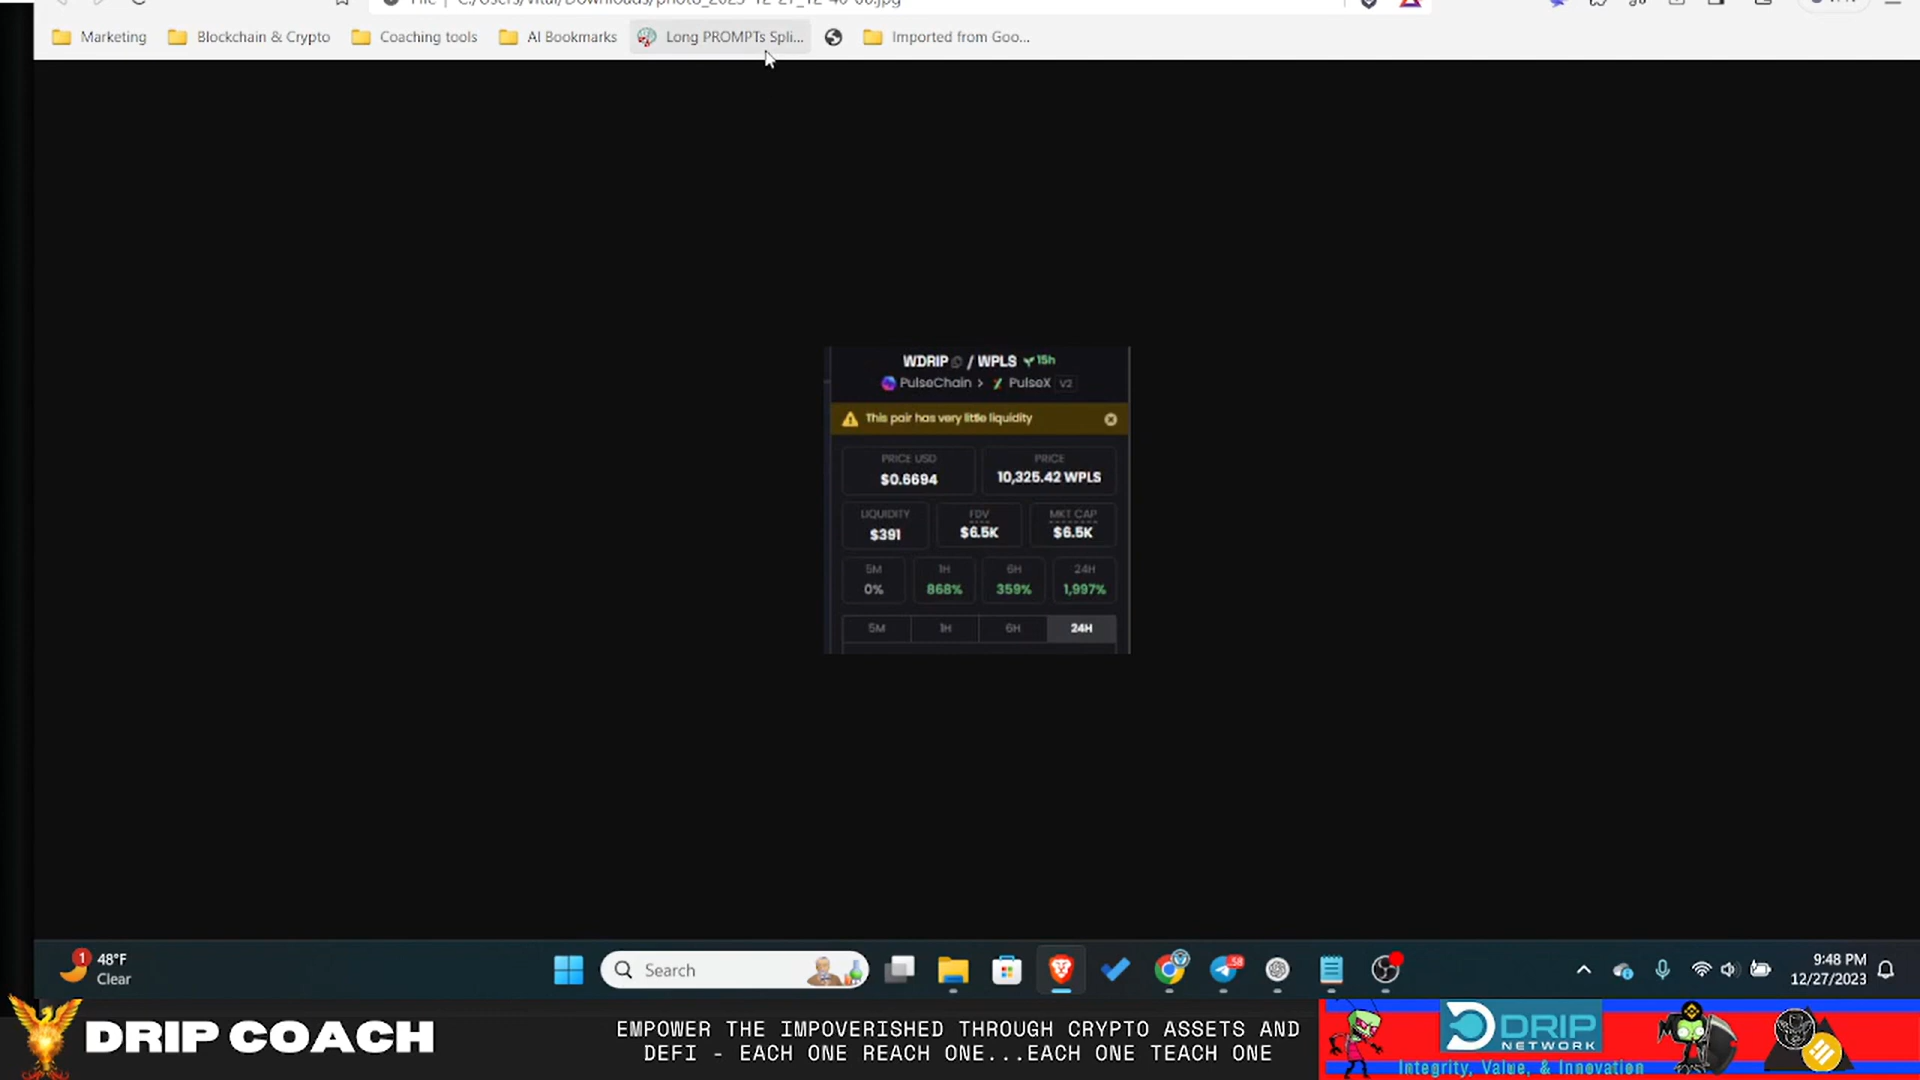 Marketing
Blockchain & Crypto
Coaching tools
AI Bookmarks
Long PROMPTs Spli...
Imported from Goo...
WDRIP / WPLS 15h
PulseChain > PulseX V2
This pair has very little liquidity
PRICE USD
$0.6694
PRICE
10,325.42 WPLS
LIQUIDITY
$391
FDV
$6.5K
MKT CAP
$6.5K
5M
0%
1H
868%
6H
359%
24H
1,997%
5M 1H 6H 24H
1
48°F
Clear
Search
58
9:48 PM
12/27/2023
DRIP COACH
EMPOWER THE IMPOVERISHED THROUGH CRYPTO ASSETS AND
DEFI - EACH ONE REACH ONE...EACH ONE TEACH ONE
DRIP
NETWORK
Integrity, Value, & Innovation